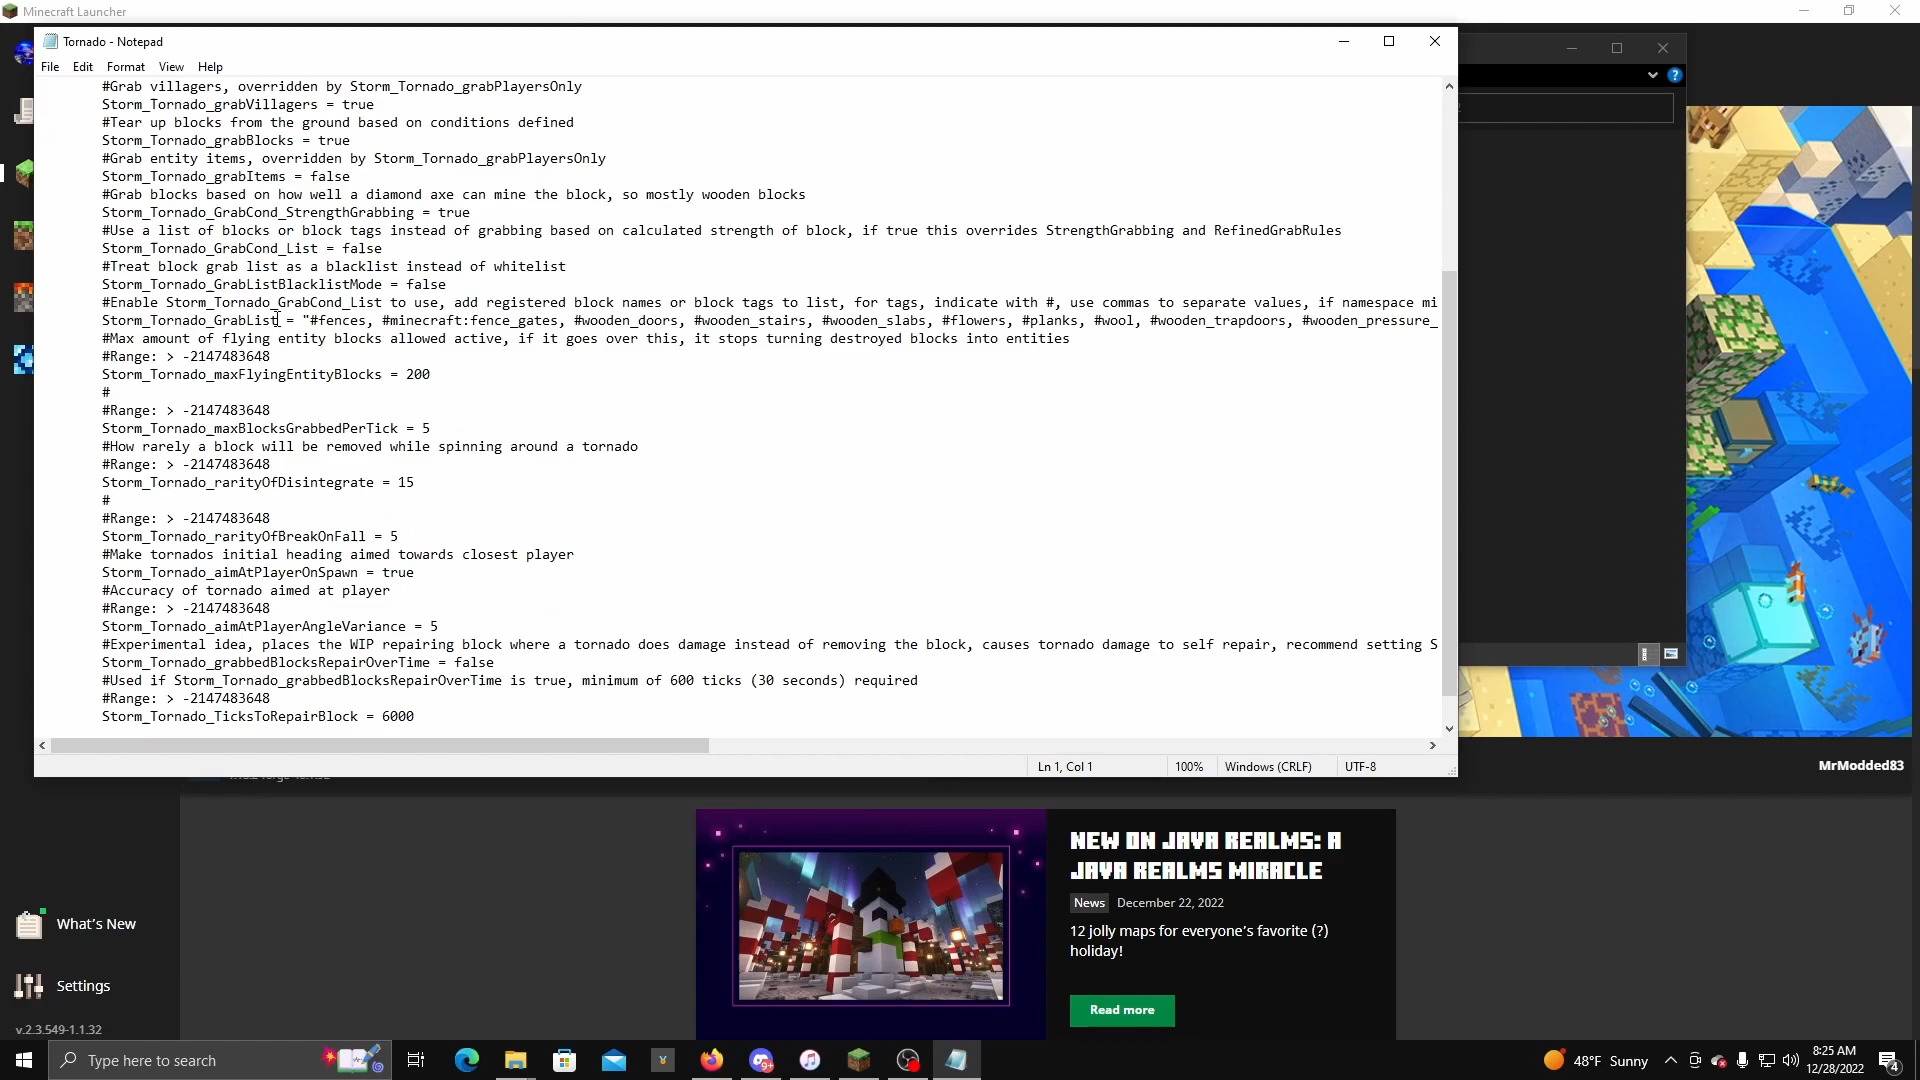 Minecraft Launcher
Tornado - Notepad
File Edit Format View Help
#Grab villagers, overridden by Storm_Tornado_grabPlayersOnly
Storm_Tornado_grabVillagers = true
#Tear up blocks from the ground based on conditions defined
Storm_Tornado_grabBlocks = true
#Grab entity items, overridden by Storm_Tornado_grabPlayersOnly
Storm_Tornado_grabItems = false
#Grab blocks based on how well a diamond axe can mine the block, so mostly wooden blocks
Storm_Tornado_GrabCond_StrengthGrabbing = true
#Use a list of blocks or block tags instead of grabbing based on calculated strength of block, if true this overrides StrengthGrabbing and RefinedGrabRules
Storm_Tornado_GrabCond_List = false
#Treat block grab list as a blacklist instead of whitelist
Storm_Tornado_GrabListBlacklistMode = false
#Enable Storm_Tornado_GrabCond_List to use, add registered block names or block tags to list, for tags, indicate with #, use commas to separate values, if namespace mi
Storm_Tornado_GrabList = "#fences, #minecraft:fence_gates, #wooden_doors, #wooden_stairs, #wooden_slabs, #flowers, #planks, #wool, #wooden_trapdoors, #wooden_pressure_
#Max amount of flying entity blocks allowed active, if it goes over this, it stops turning destroyed blocks into entities
#Range: > -2147483648
Storm_Tornado_maxFlyingEntityBlocks = 200
#
#Range: > -2147483648
Storm_Tornado_maxBlocksGrabbedPerTick = 5
#How rarely a block will be removed while spinning around a tornado
#Range: > -2147483648
Storm_Tornado_rarityOfDisintegrate = 15
#
#Range: > -2147483648
Storm_Tornado_rarityOfBreakOnFall = 5
#Make tornados initial heading aimed towards closest player
Storm_Tornado_aimAtPlayerOnSpawn = true
#Accuracy of tornado aimed at player
#Range: > -2147483648
Storm_Tornado_aimAtPlayerAngleVariance = 5
#Experimental idea, places the WIP repairing block where a tornado does damage instead of removing the block, causes tornado damage to self repair, recommend setting S
Storm_Tornado_grabbedBlocksRepairOverTime = false
#Used if Storm_Tornado_grabbedBlocksRepairOverTime is true, minimum of 600 ticks (30 seconds) required
#Range: > -2147483648
Storm_Tornado_TicksToRepairBlock = 6000
Ln 1, Col 1 100% Windows (CRLF) UTF-8
MrModded83
NEW ON JAVA REALMS: A
JAVA REALMS MIRACLE
News December 22, 2022
12 jolly maps for everyone's favorite (?)
holiday!
Read more
What's New
Settings
v.2.3.549-1.1.32
Type here to search
9+
48°F Sunny
8:25 AM
12/28/2022
4